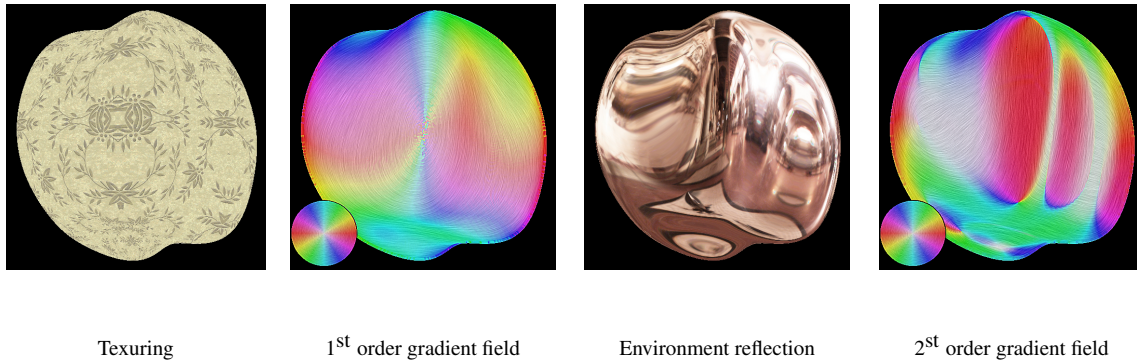 Texuring
1st order gradient field
Environment reflection
2st order gradient field